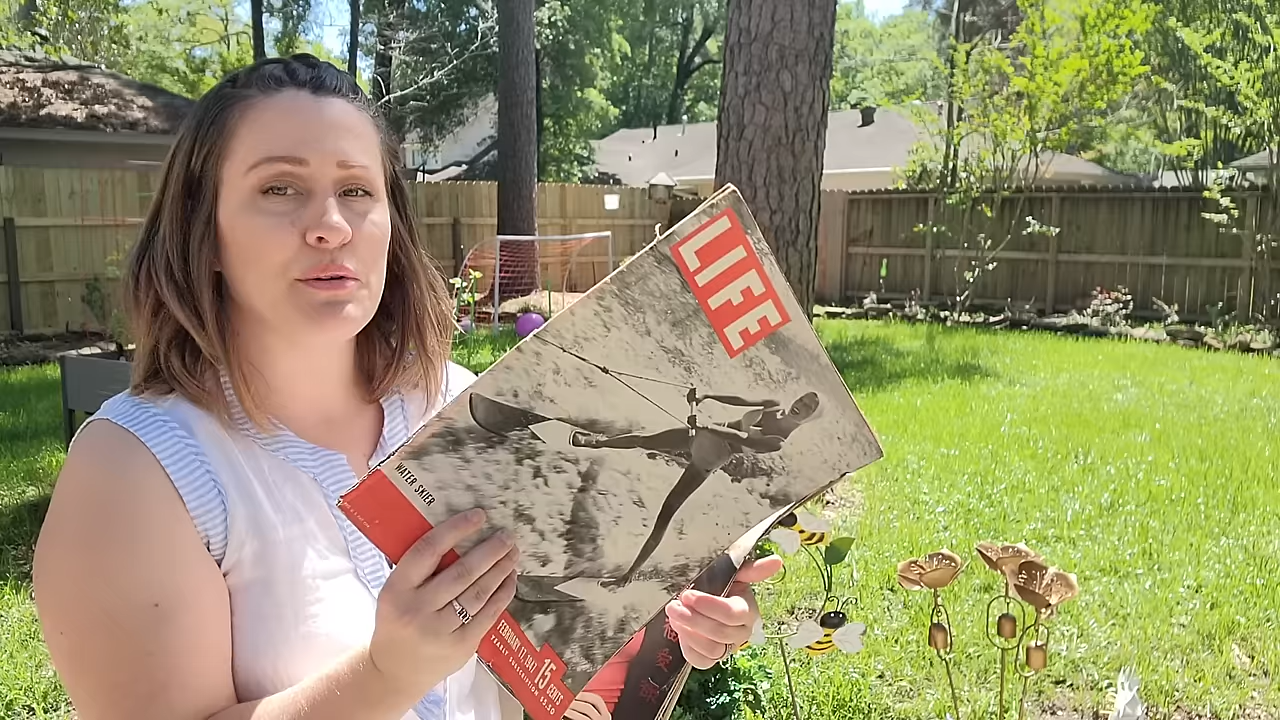 LIFE
WATER SKIER
FEBRUARY 17, 1947
15 CENTS
YEARLY SUBSCRIPTION $5.50